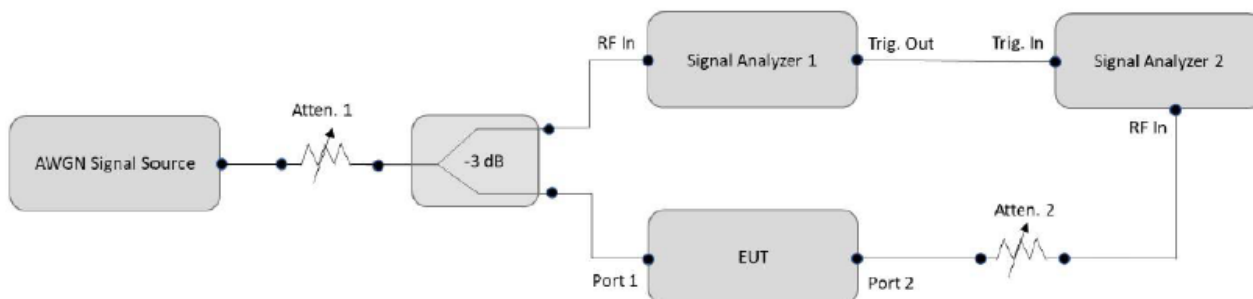 RF In
Signal Analyzer 1
Trig. Out
Trig. In
Signal Analyzer 2
RF In
Atten. 1
AWGN Signal Source
-3 dB
Atten. 2
Port 1
EUT
Port 2